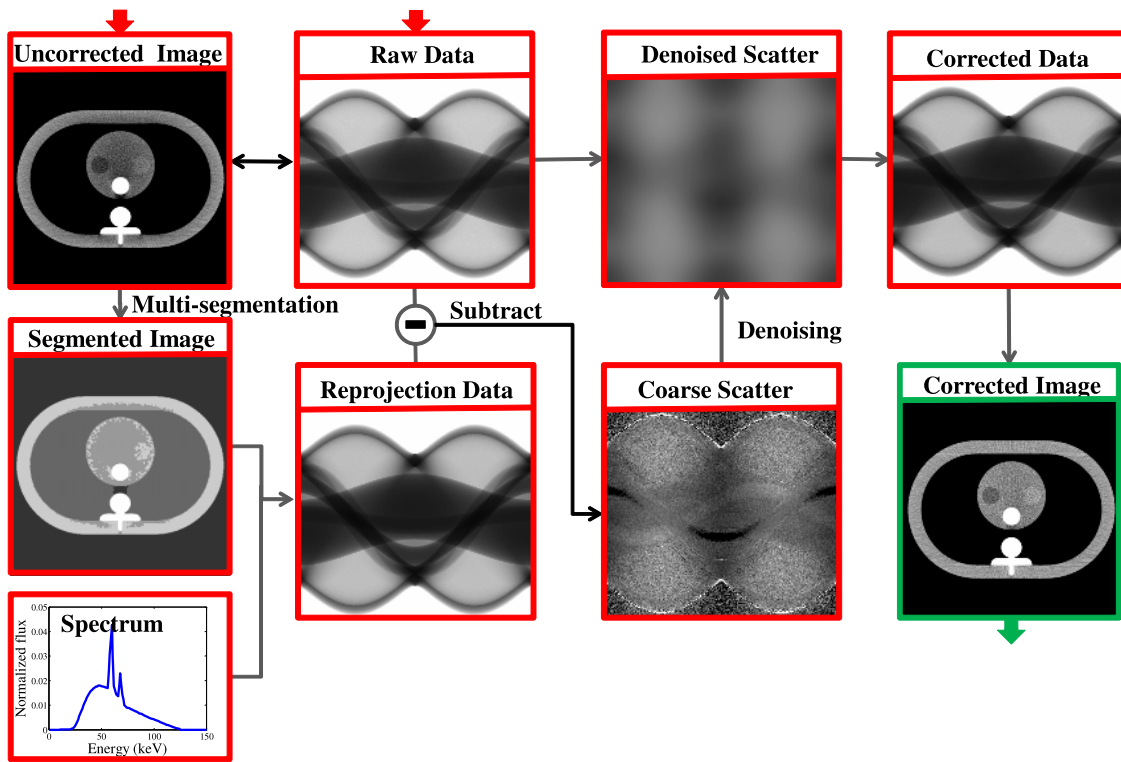 Uncorrected Image
Raw Data
Denoised Scatter
Corrected Data
Multi-segmentation
Subtract
Denoising
Segmented Image
Reprojection Data
Coarse Scatter
Corrected Image
Spectrum
Normalized flux
0.05
0.04
0.03
0.02
0.01
0
0
50
100
150
Energy (keV)